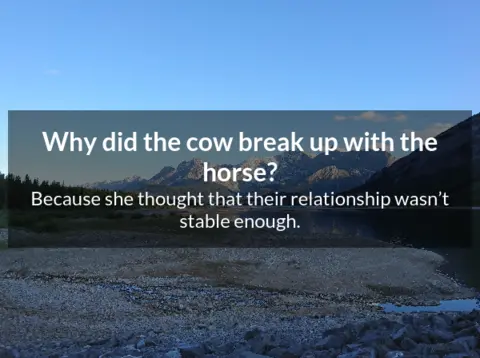 Why did the cow break up with the
horse?
Because she thought that their relationship wasn’t
stable enough.